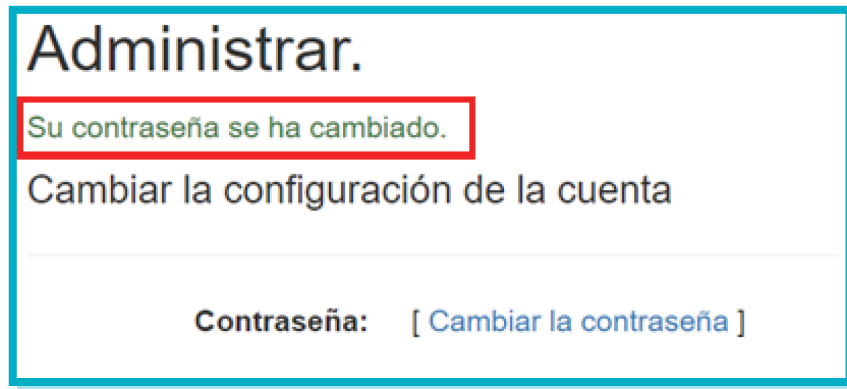 Administrar.
Su contraseña se ha cambiado.
Cambiar la configuración de la cuenta
Contraseña: [ Cambiar la contraseña ]